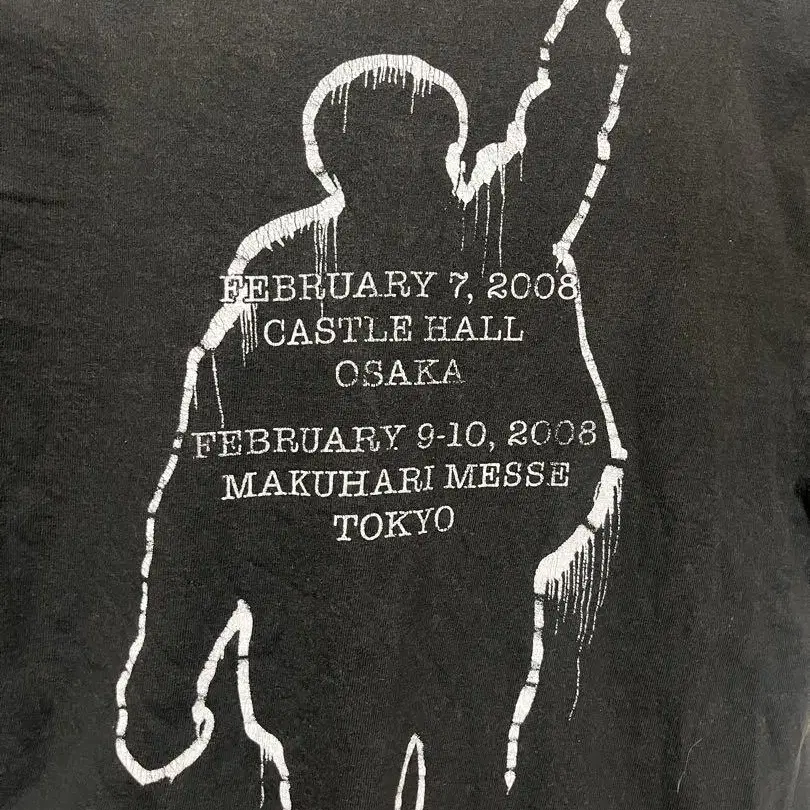 FEBRUARY 7, 2008
CASTLE HALL
OSAKA
FEBRUARY 9-10, 2008
MAKUHARI MESSE
TOKYO